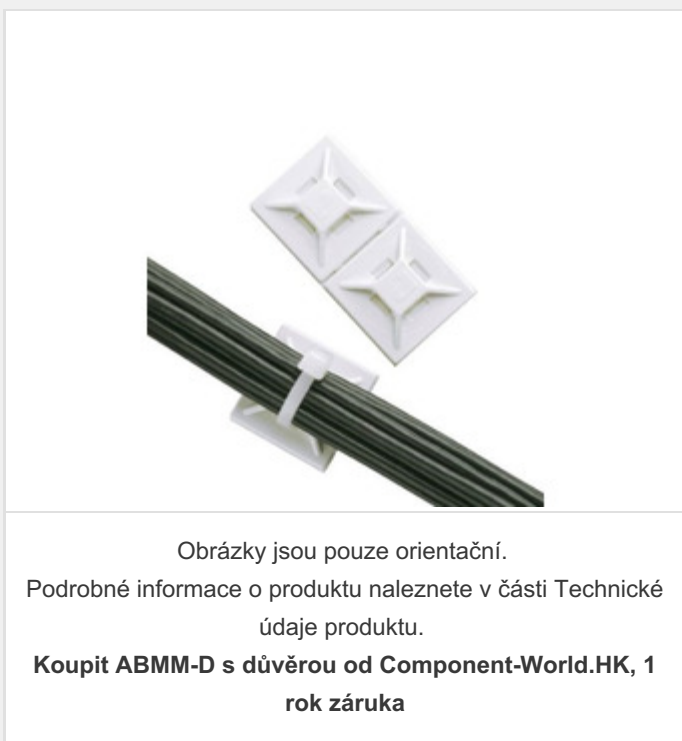 Obrázky jsou pouze orientační.
Podrobné informace o produktu naleznete v části Technické
údaje produktu.
Koupit ABMM-D s důvěrou od Component-World.HK, 1
rok záruka